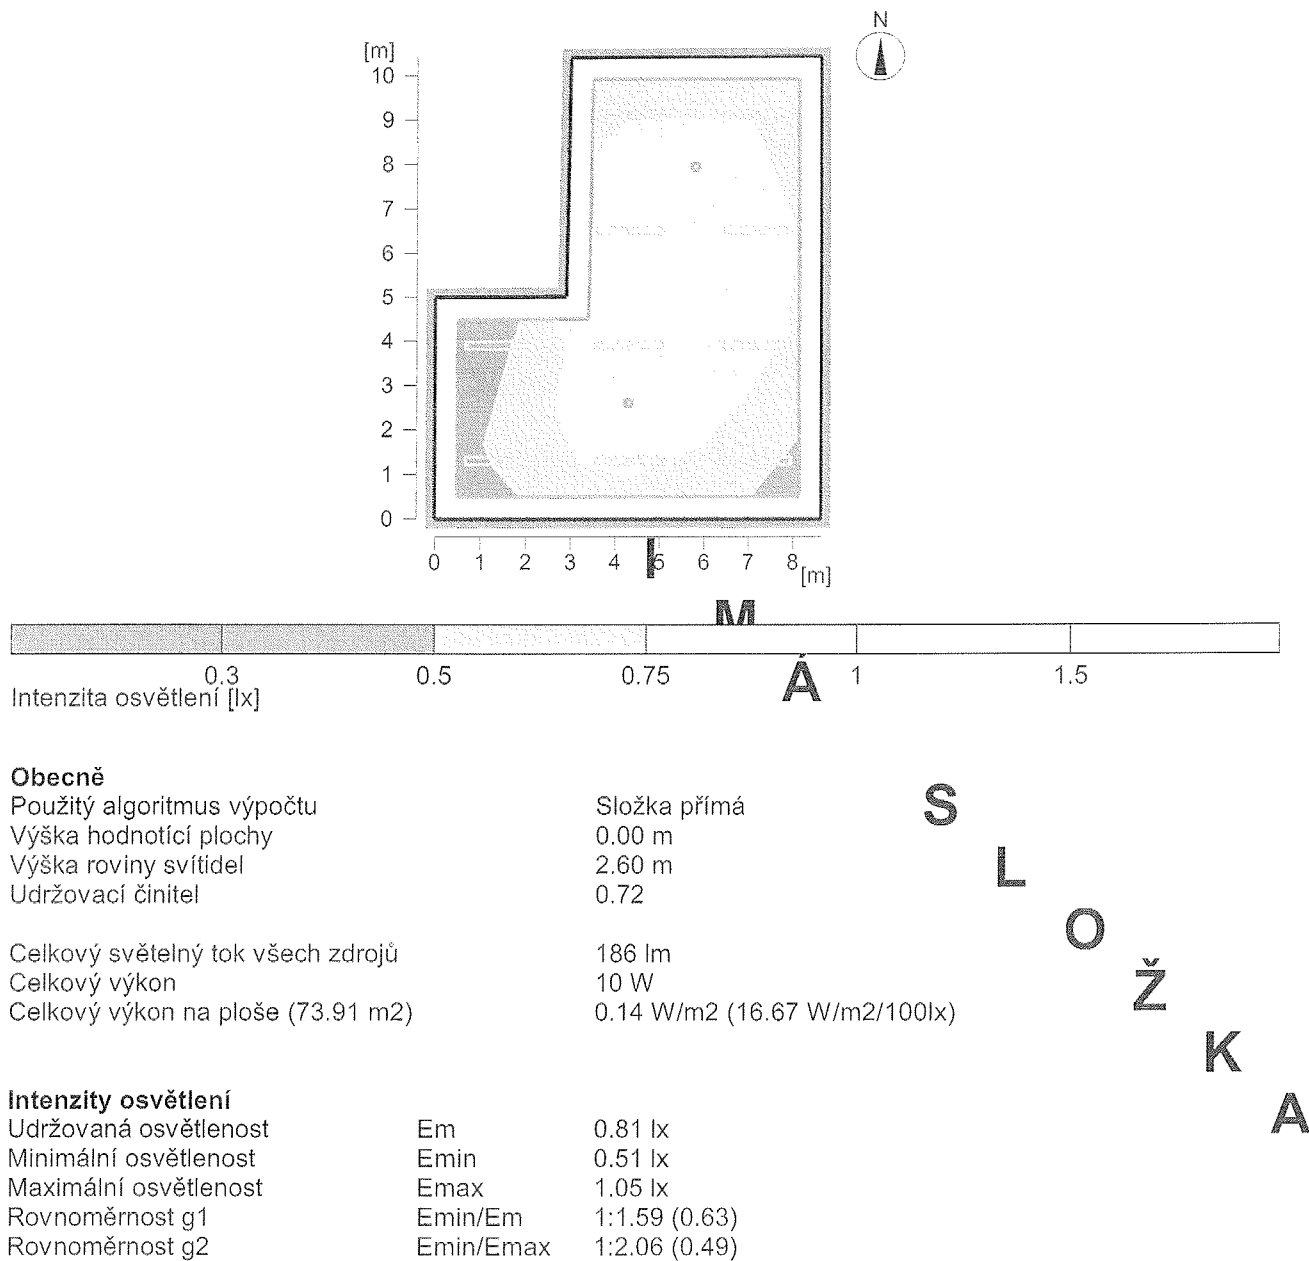 N
[m]
10
9
8
7
6
5
4
3
2
1
0
0 1 2 3 4 5 6 7 8
[m]
I
M
Á
0.3 0.5 0.75 1 1.5
Intenzita osvětlení [lx]
Obecně
Použitý algoritmus výpočtu Složka přímá
Výška hodnotící plochy 0.00 m
Výška roviny svítidel 2.60 m
Udržovací činitel 0.72
Celkový světelný tok všech zdrojů 186 lm
Celkový výkon 10 W
Celkový výkon na ploše (73.91 m2) 0.14 W/m2 (16.67 W/m2/100lx)
S
L
O
Ž
K
A
Intenzity osvětlení
Udržovaná osvětlenost Em 0.81 lx
Minimální osvětlenost Emin 0.51 lx
Maximální osvětlenost Emax 1.05 lx
Rovnoměrnost g1 Emin/Em 1:1.59 (0.63)
Rovnoměrnost g2 Emin/Emax 1:2.06 (0.49)